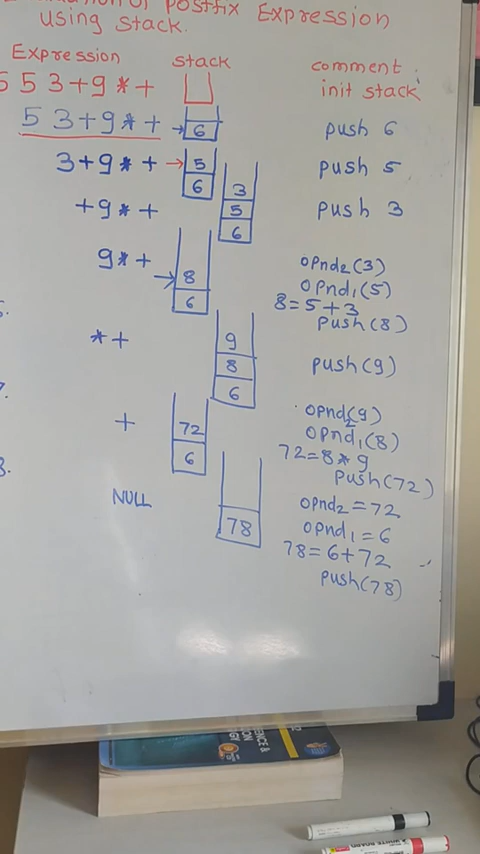 of Postfix Expression
using Stack.
Expression stack comment
5 3+9*+ init stack
5 3+9*+ → 6 push 6
3+9*+ → 5 6 push 5
+9*+ 3 5 6 push 3
9*+ → 8 6 opnd2 (3)
opnd1 (5)
8=5+3
push(8)
*+ 9 8 6 push(9)
+ 72 6 opnd2(9)
opnd1(8)
72=8*9
push(72)
NULL 78 opnd2=72
opnd1=6
78=6+72
push(78)